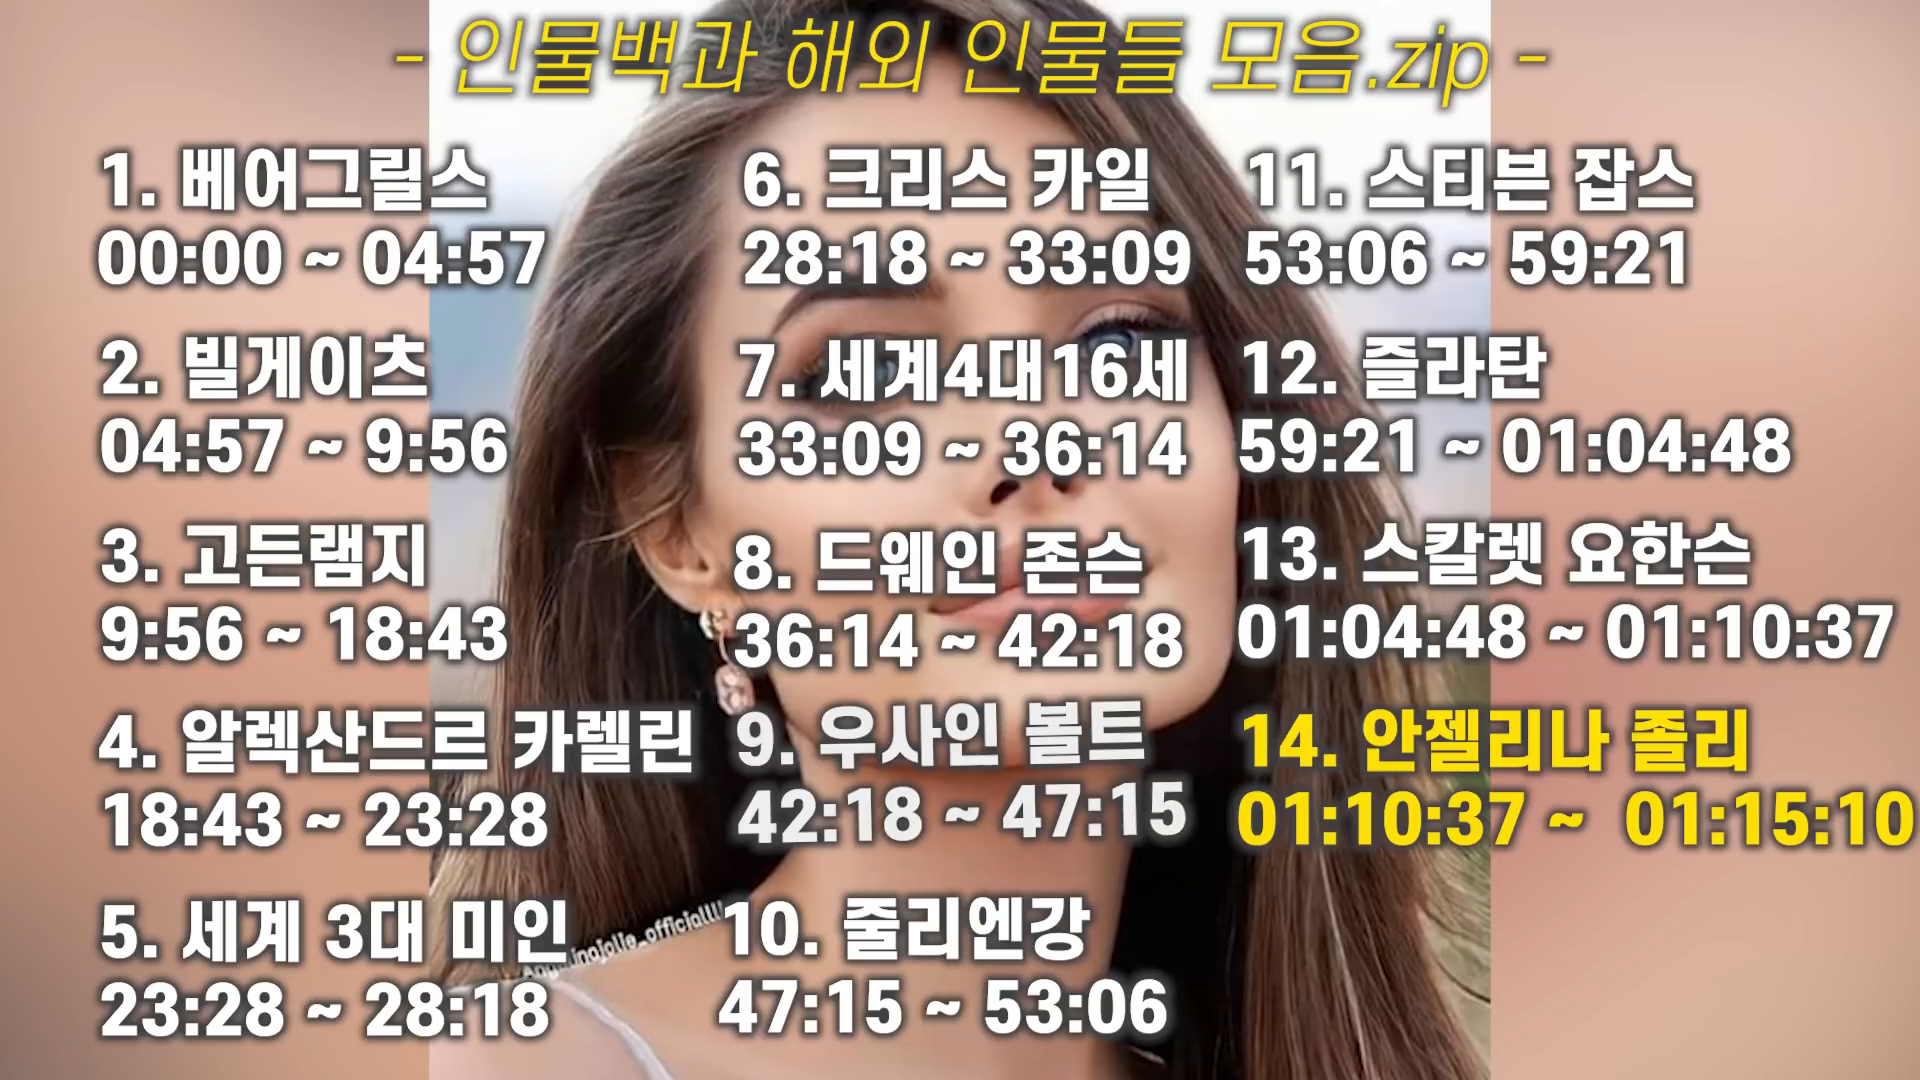 - 인물백과 해외 인물들 모음.zip -
1. 베어그릴스
00:00 ~ 04:57
2. 빌게이츠
04:57 ~ 9:56
3. 고든램지
9:56 ~ 18:43
4. 알렉산드르 카렐린
18:43 ~ 23:28
5. 세계 3대 미인
23:28 ~ 28:18
6. 크리스 카일
28:18 ~ 33:09
7. 세계4대16세
33:09 ~ 36:14
8. 드웨인 존슨
36:14 ~ 42:18
9. 우사인 볼트
42:18 ~ 47:15
10. 줄리엔강
47:15 ~ 53:06
11. 스티븐 잡스
53:06 ~ 59:21
12. 즐라탄
59:21 ~ 01:04:48
13. 스칼렛 요한슨
01:04:48 ~ 01:10:37
14. 안젤리나 졸리
01:10:37 ~ 01:15:10